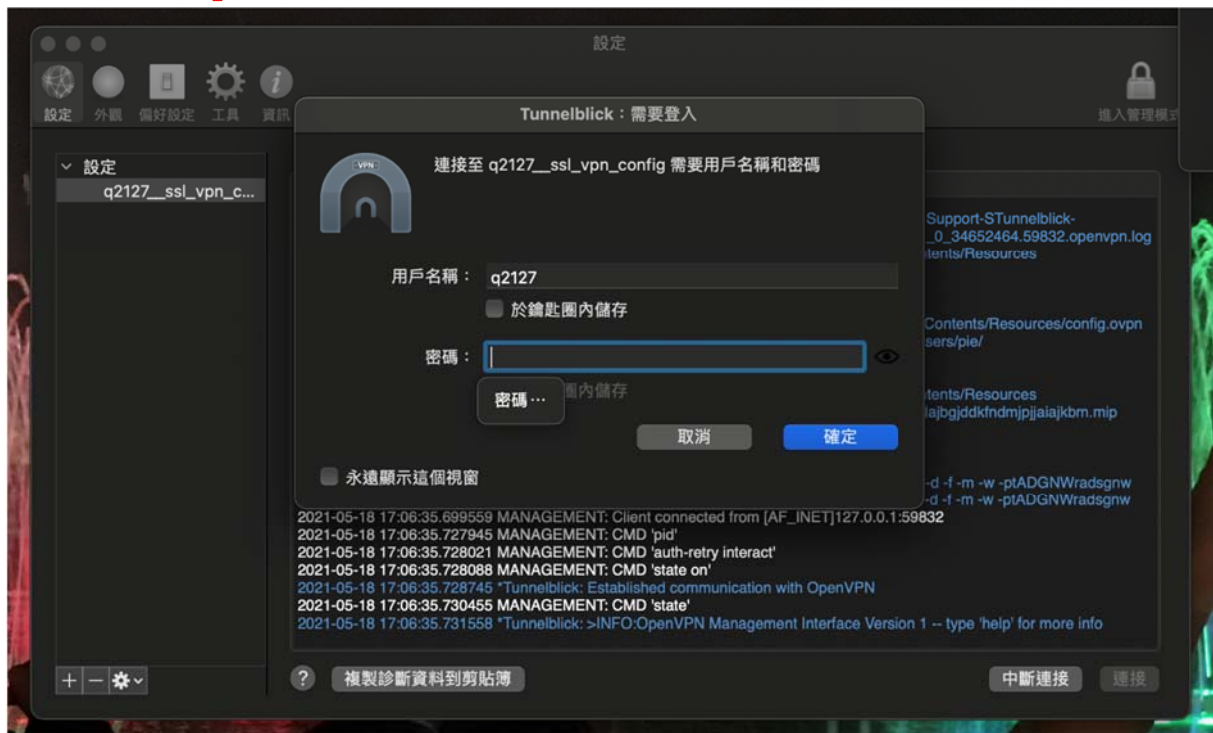 設定
設定 外觀 偏好設定 工具 資訊
進入管理模式
設定
q2127__ssl_vpn_c...
Tunnelblick：需要登入
VPN
連接至 q2127__ssl_vpn_config 需要用戶名稱和密碼
用戶名稱： q2127
於鑰匙圈內儲存
密碼：
圈內儲存
密碼…
取消 確定
永遠顯示這個視窗
Support-STunnelblick-
_0_34652464.59832.openvpn.log
tents/Resources
Contents/Resources/config.ovpn
sers/pie/
tents/Resources
lajbgjddkfndmjpjjaiajkbm.mip
-d -f -m -w -ptADGNWradsgnw
-d -f -m -w -ptADGNWradsgnw
2021-05-18 17:06:35.699559 MANAGEMENT: Client connected from [AF_INET]127.0.0.1:59832
2021-05-18 17:06:35.727945 MANAGEMENT: CMD 'pid'
2021-05-18 17:06:35.728021 MANAGEMENT: CMD 'auth-retry interact'
2021-05-18 17:06:35.728088 MANAGEMENT: CMD 'state on'
2021-05-18 17:06:35.728745 *Tunnelblick: Established communication with OpenVPN
2021-05-18 17:06:35.730455 MANAGEMENT: CMD 'state'
2021-05-18 17:06:35.731558 *Tunnelblick: >INFO:OpenVPN Management Interface Version 1 -- type 'help' for more info
? 複製診斷資料到剪貼簿 中斷連接 連接